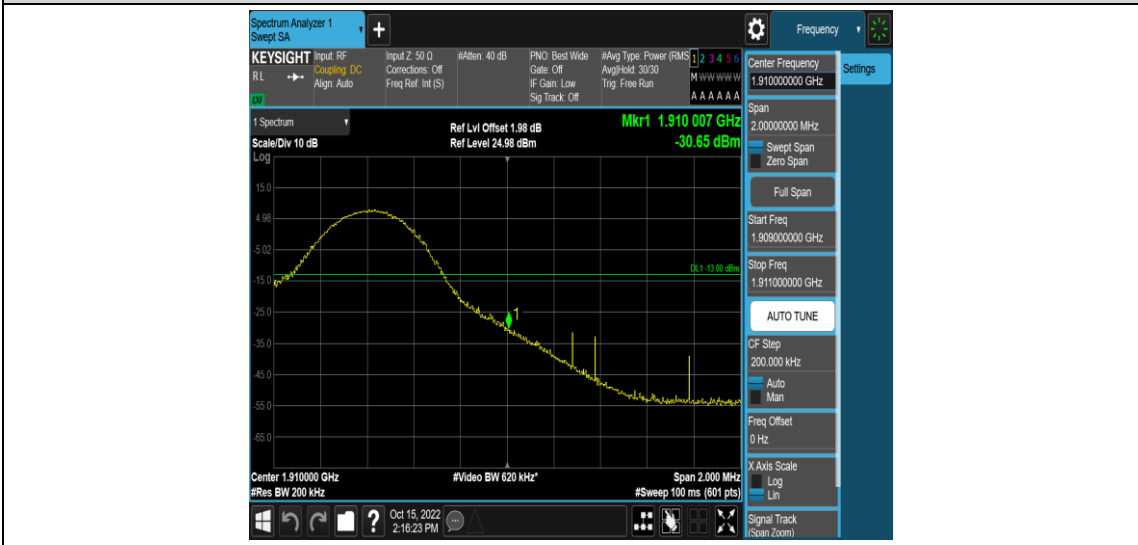 Spectrum Analyzer 1
Swept SA
+
Frequency
KEYSIGHT
RL
LXI
Input: RF
Coupling: DC
Align: Auto
Input Z: 50 Ω
Corrections: Off
Freq Ref: Int (S)
#Atten: 40 dB
PNO: Best Wide
Gate: Off
IF Gain: Low
Sig Track: Off
#Avg Type: Power (RMS
Avg|Hold: 30/30
Trig: Free Run
1 2 3 4 5 6
M W W W W W
A A A A A A
1 Spectrum
Scale/Div 10 dB
Log
Ref Lvl Offset 1.98 dB
Ref Level 24.98 dBm
Mkr1 1.910 007 GHz
-30.65 dBm
15.0
4.98
-5.02
-15.0
-25.0
-35.0
-45.0
-55.0
-65.0
DL1 -13.00 dBm
1
Center 1.910000 GHz
#Res BW 200 kHz
#Video BW 620 kHz*
Span 2.000 MHz
#Sweep 100 ms (601 pts)
Center Frequency
1.910000000 GHz
Settings
Span
2.00000000 MHz
Swept Span
Zero Span
Full Span
Start Freq
1.909000000 GHz
Stop Freq
1.911000000 GHz
AUTO TUNE
CF Step
200.000 kHz
Auto
Man
Freq Offset
0 Hz
X Axis Scale
Log
Lin
Signal Track
(Span Zoom)
?
Oct 15, 2022
2:16:23 PM